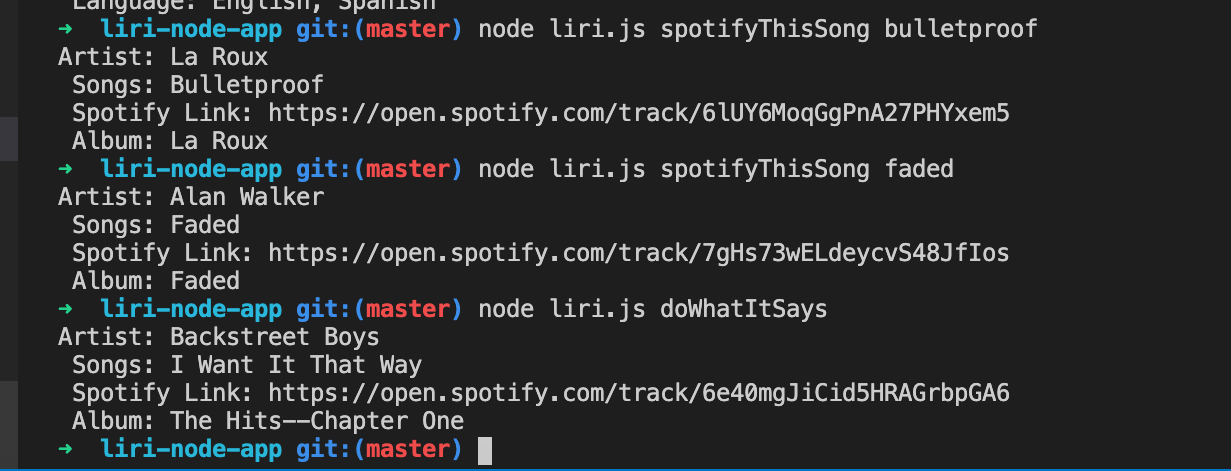 Language: English, Spanish
➜  liri-node-app git:(master) node liri.js spotifyThisSong bulletproof
Artist: La Roux
 Songs: Bulletproof
 Spotify Link: https://open.spotify.com/track/6lUY6MoqGgPnA27PHYxem5
 Album: La Roux
➜  liri-node-app git:(master) node liri.js spotifyThisSong faded
Artist: Alan Walker
 Songs: Faded
 Spotify Link: https://open.spotify.com/track/7gHs73wELdeycvS48JfIos
 Album: Faded
➜  liri-node-app git:(master) node liri.js doWhatItSays
Artist: Backstreet Boys
 Songs: I Want It That Way
 Spotify Link: https://open.spotify.com/track/6e40mgJiCid5HRAGrbpGA6
 Album: The Hits--Chapter One
➜  liri-node-app git:(master)